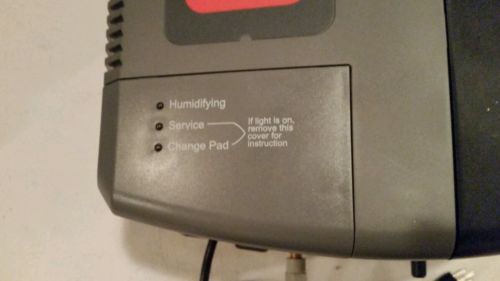 Humidifying
Service
Change Pad
If light is on,
remove this
cover for
instruction